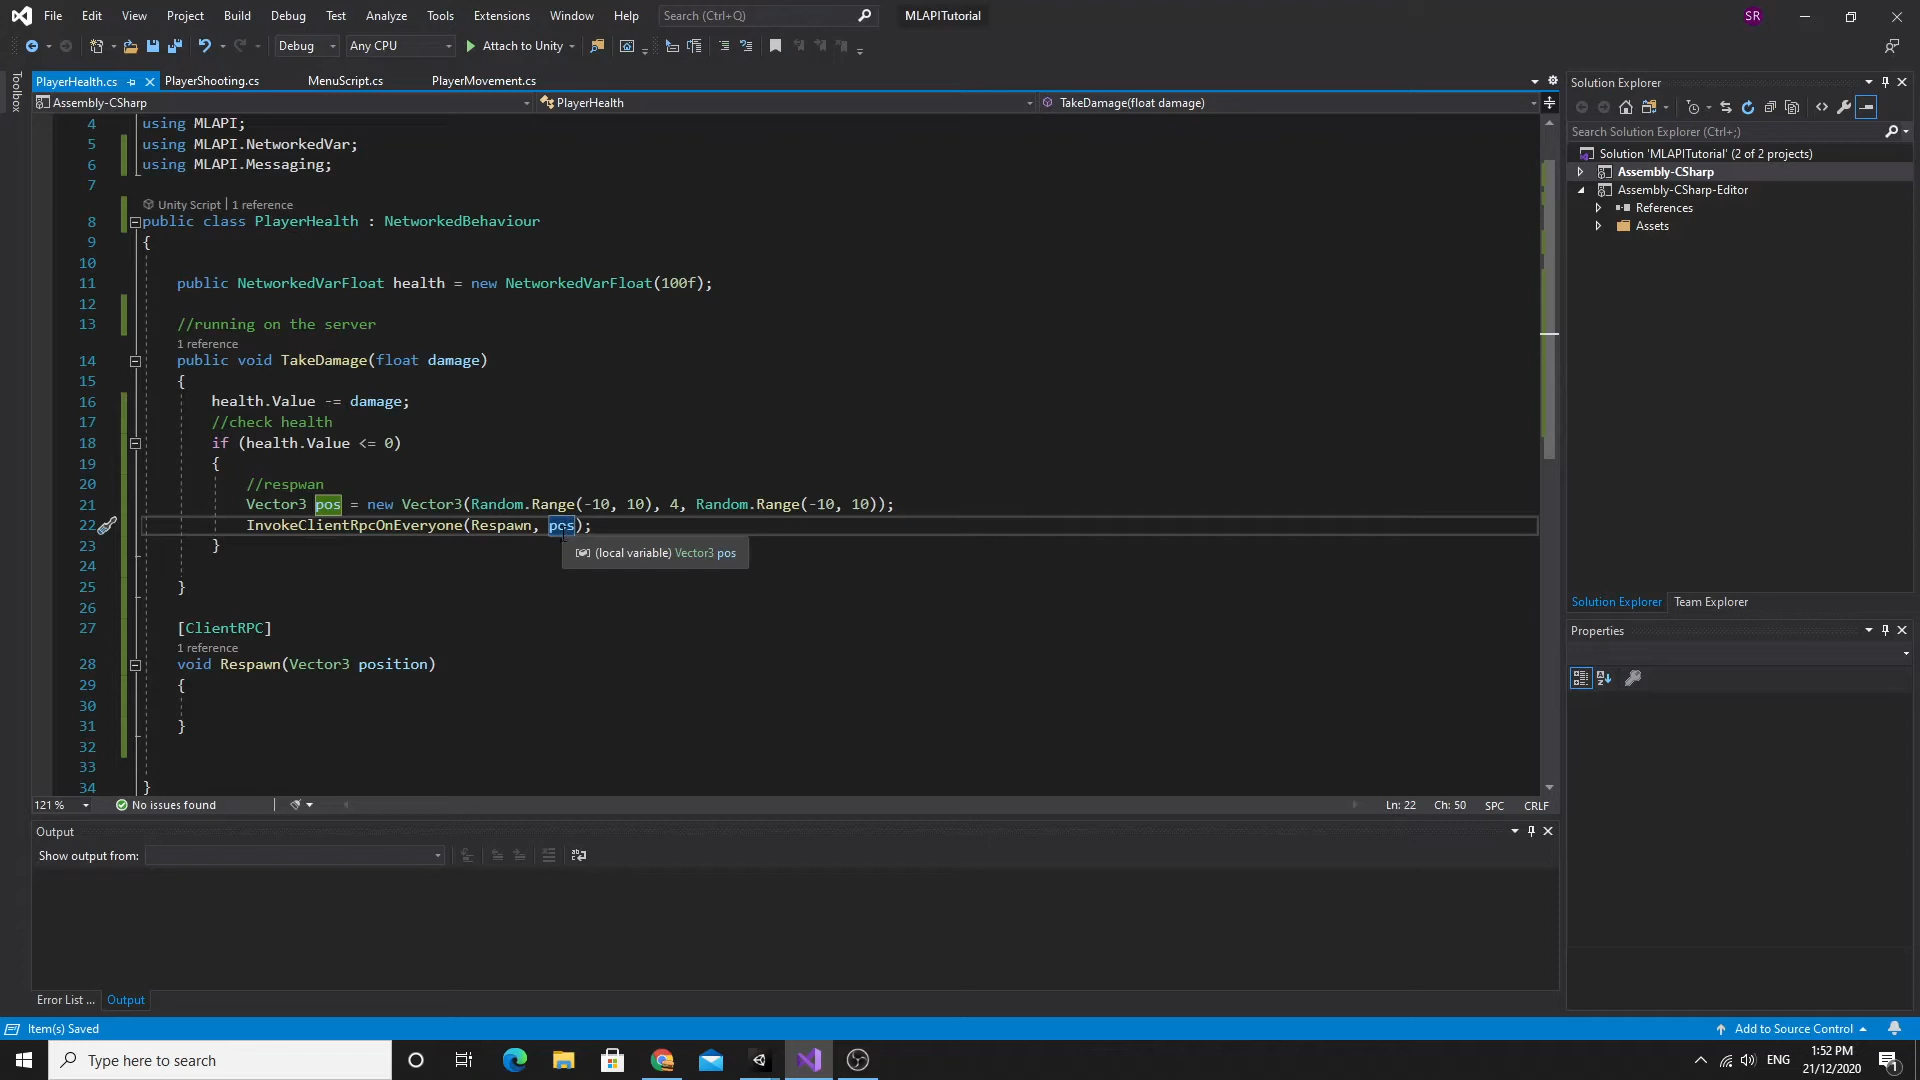 File Edit View Project Build Debug Test Analyze Tools Extensions Window Help Search (Ctrl+Q) MLAPITutorial SR
Debug Any CPU Attach to Unity
Toolbox
PlayerHealth.cs PlayerShooting.cs MenuScript.cs PlayerMovement.cs
Assembly-CSharp PlayerHealth TakeDamage(float damage)
4 using MLAPI;
5 using MLAPI.NetworkedVar;
6 using MLAPI.Messaging;
7
Unity Script | 1 reference
8 public class PlayerHealth : NetworkedBehaviour
9 {
10
11 public NetworkedVarFloat health = new NetworkedVarFloat(100f);
12
13 //running on the server
1 reference
14 public void TakeDamage(float damage)
15 {
16 health.Value -= damage;
17 //check health
18 if (health.Value <= 0)
19 {
20 //respwan
21 Vector3 pos = new Vector3(Random.Range(-10, 10), 4, Random.Range(-10, 10));
22 InvokeClientRpcOnEveryone(Respawn, pos);
23 }
(local variable) Vector3 pos
24
25 }
26
27 [ClientRPC]
1 reference
28 void Respawn(Vector3 position)
29 {
30
31 }
32
33
34 }
121 % No issues found Ln: 22 Ch: 50 SPC CRLF
Output
Show output from:
Error List ... Output
Solution Explorer
Search Solution Explorer (Ctrl+;)
Solution 'MLAPITutorial' (2 of 2 projects)
Assembly-CSharp
Assembly-CSharp-Editor
References
Assets
Solution Explorer Team Explorer
Properties
Item(s) Saved Add to Source Control
Type here to search
ENG
1:52 PM
21/12/2020
1